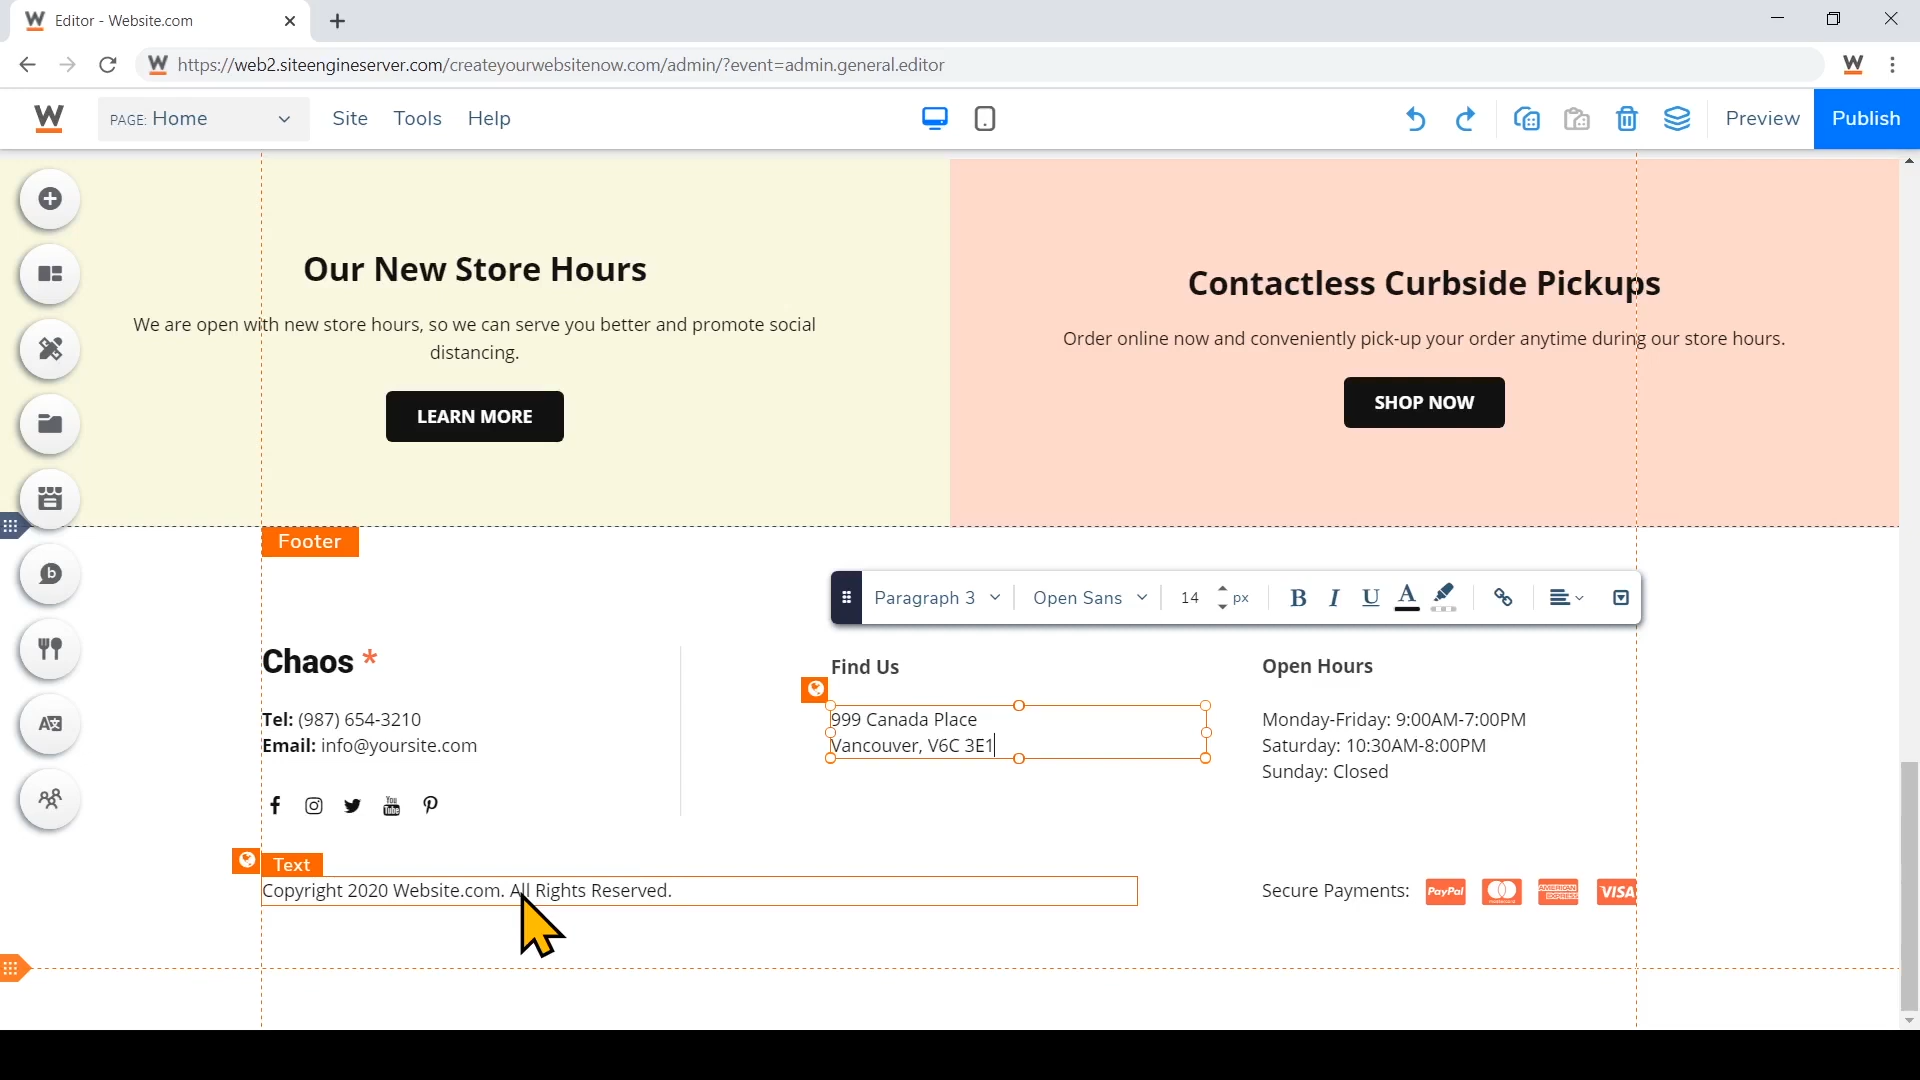 Editor - Website.com
https://web2.siteengineserver.com/createyourwebsitenow.com/admin/?event=admin.general.editor
W
PAGE: Home
Site
Tools
Help
Preview
Publish
Our New Store Hours
We are open with new store hours, so we can serve you better and promote social
distancing.
LEARN MORE
Contactless Curbside Pickups
Order online now and conveniently pick-up your order anytime during our store hours.
SHOP NOW
Footer
Paragraph 3
Open Sans
14
px
B
I
U
A
Chaos *
Tel: (987) 654-3210
Email: info@yoursite.com
You Tube
Find Us
999 Canada Place
Vancouver, V6C 3E1
Open Hours
Monday-Friday: 9:00AM-7:00PM
Saturday: 10:30AM-8:00PM
Sunday: Closed
Text
Copyright 2020 Website.com. All Rights Reserved.
Secure Payments:
PayPal
mastercard
AMERICAN EXPRESS
VISA